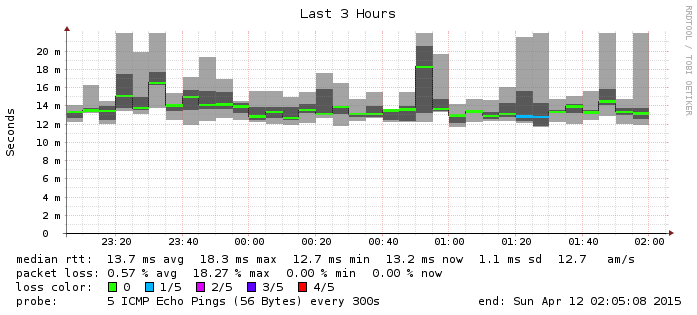 Last 3 Hours
RRDTOOL / TOBI OETIKER
Seconds
20 m
18 m
16 m
14 m
12 m
10 m
8 m
6 m
4 m
2 m
0
23:20 23:40 00:00 00:20 00:40 01:00 01:20 01:40 02:00
median rtt: 13.7 ms avg 18.3 ms max 12.7 ms min 13.2 ms now 1.1 ms sd 12.7 am/s
packet loss: 0.57 % avg 18.27 % max 0.00 % min 0.00 % now
loss color: 0 1/5 2/5 3/5 4/5
probe: 5 ICMP Echo Pings (56 Bytes) every 300s end: Sun Apr 12 02:05:08 2015